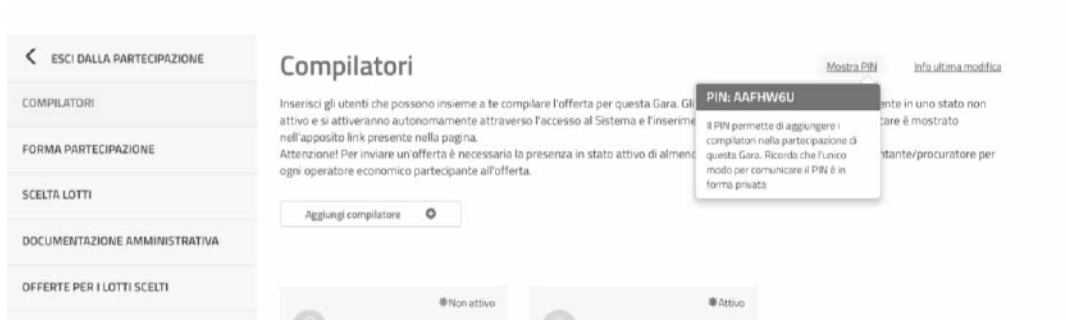 ESCI DALLA PARTECIPAZIONE
COMPILATORI
FORMA PARTECIPAZIONE
SCELTA LOTTI
DOCUMENTAZIONE AMMINISTRATIVA
OFFERTE PER I LOTTI SCELTI
Compilatori
Mostra PIN
Info ultima modifica
Inserisci gli utenti che possono insieme a te compilare l'offerta per questa Gara. Gli
ente in uno stato non
attivo e si attiveranno autonomamente attraverso l'accesso al Sistema e l'inserime
care è mostrato
nell'apposito link presente nella pagina.
Attenzione! Per inviare un'offerta è necessaria la presenza in stato attivo di almeno
ntante/procuratore per
ogni operatore economico partecipante all'offerta.
PIN: AAFHW6U
Il PIN permette di aggiungere i
compilatori nella partecipazione di
questa Gara. Ricorda che l'unico
modo per comunicare il PIN è in
forma privata
Aggiungi compilatore
Non attivo
Attivo